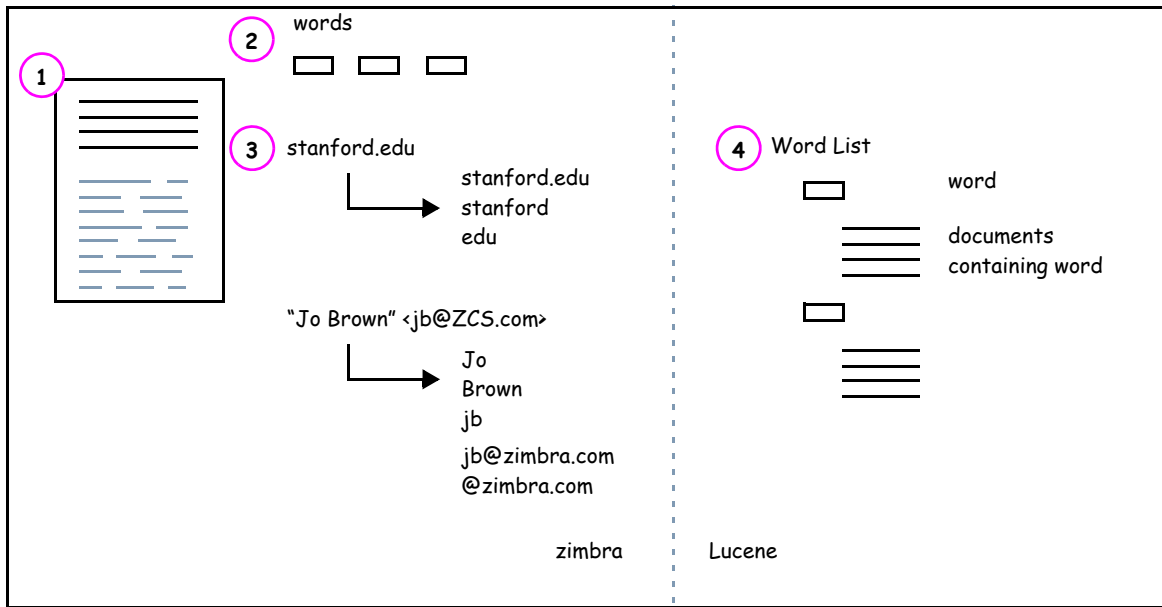 1
2
words
3
stanford.edu
stanford.edu
stanford
edu
“Jo Brown” <jb@ZCS.com>
Jo
Brown
jb
jb@zimbra.com
@zimbra.com
zimbra
4
Word List
word
documents
containing word
Lucene